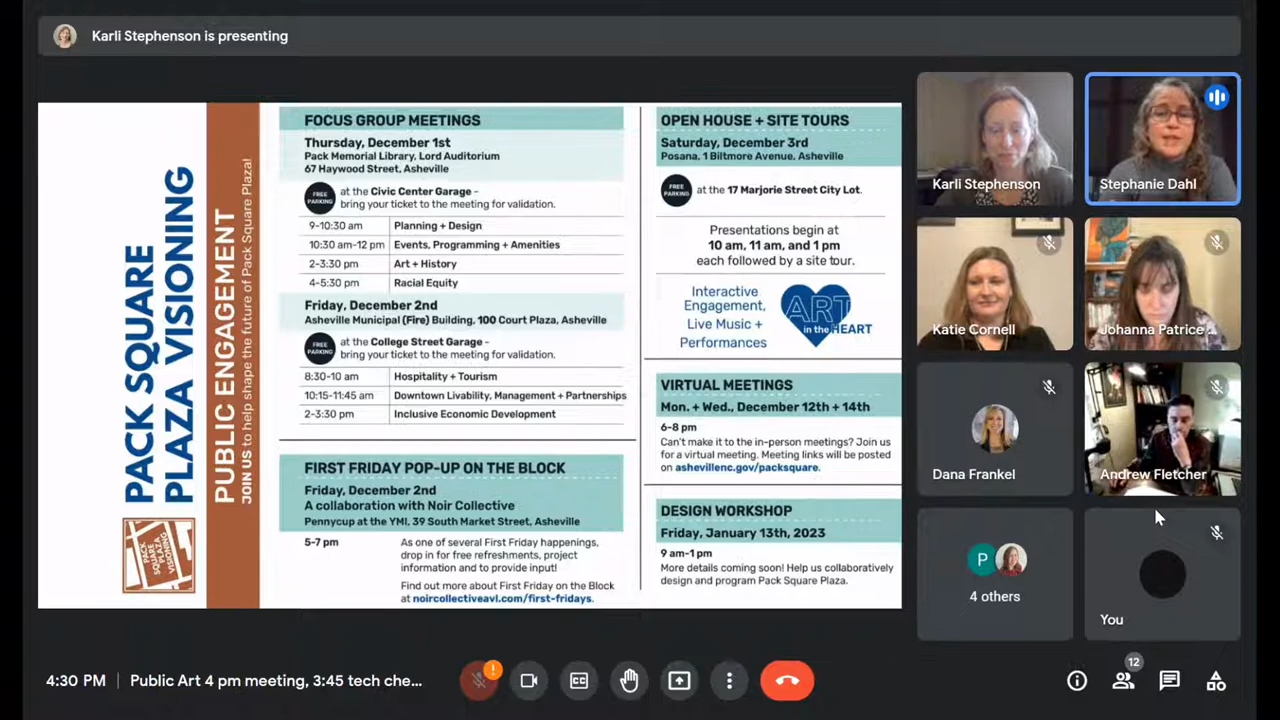 Karli Stephenson is presenting
PACK SQUARE
PLAZA VISIONING
PACK
SQUARE
PLAZA
VISIONING
PUBLIC ENGAGEMENT
JOIN US to help shape the future of Pack Square Plaza!
FOCUS GROUP MEETINGS
Thursday, December 1st
Pack Memorial Library, Lord Auditorium
67 Haywood Street, Asheville
FREE
PARKING
at the Civic Center Garage -
bring your ticket to the meeting for validation.
9-10:30 am Planning + Design
10:30 am-12 pm Events, Programming + Amenities
2-3:30 pm Art + History
4-5:30 pm Racial Equity
Friday, December 2nd
Asheville Municipal (Fire) Building, 100 Court Plaza, Asheville
FREE
PARKING
at the College Street Garage -
bring your ticket to the meeting for validation.
8:30-10 am Hospitality + Tourism
10:15-11:45 am Downtown Livability, Management + Partnerships
2-3:30 pm Inclusive Economic Development
FIRST FRIDAY POP-UP ON THE BLOCK
Friday, December 2nd
A collaboration with Noir Collective
Pennycup at the YMI, 39 South Market Street, Asheville
5-7 pm As one of several First Friday happenings,
drop in for free refreshments, project
information and to provide input!
Find out more about First Friday on the Block
at noircollectiveavl.com/first-fridays.
OPEN HOUSE + SITE TOURS
Saturday, December 3rd
Posana, 1 Biltmore Avenue, Asheville
FREE
PARKING
at the 17 Marjorie Street City Lot.
Presentations begin at
10 am, 11 am, and 1 pm
each followed by a site tour.
Interactive
Engagement,
Live Music +
Performances
ART
in the HEART
VIRTUAL MEETINGS
Mon. + Wed., December 12th + 14th
6-8 pm
Can't make it to the in-person meetings? Join us
for a virtual meeting. Meeting links will be posted
on ashevillenc.gov/packsquare.
DESIGN WORKSHOP
Friday, January 13th, 2023
9 am-1 pm
More details coming soon! Help us collaboratively
design and program Pack Square Plaza.
Karli Stephenson
Stephanie Dahl
Katie Cornell
Johanna Patrice ...
Dana Frankel
Andrew Fletcher
P
4 others
You
4:30 PM | Public Art 4 pm meeting, 3:45 tech che...
!
CC
12